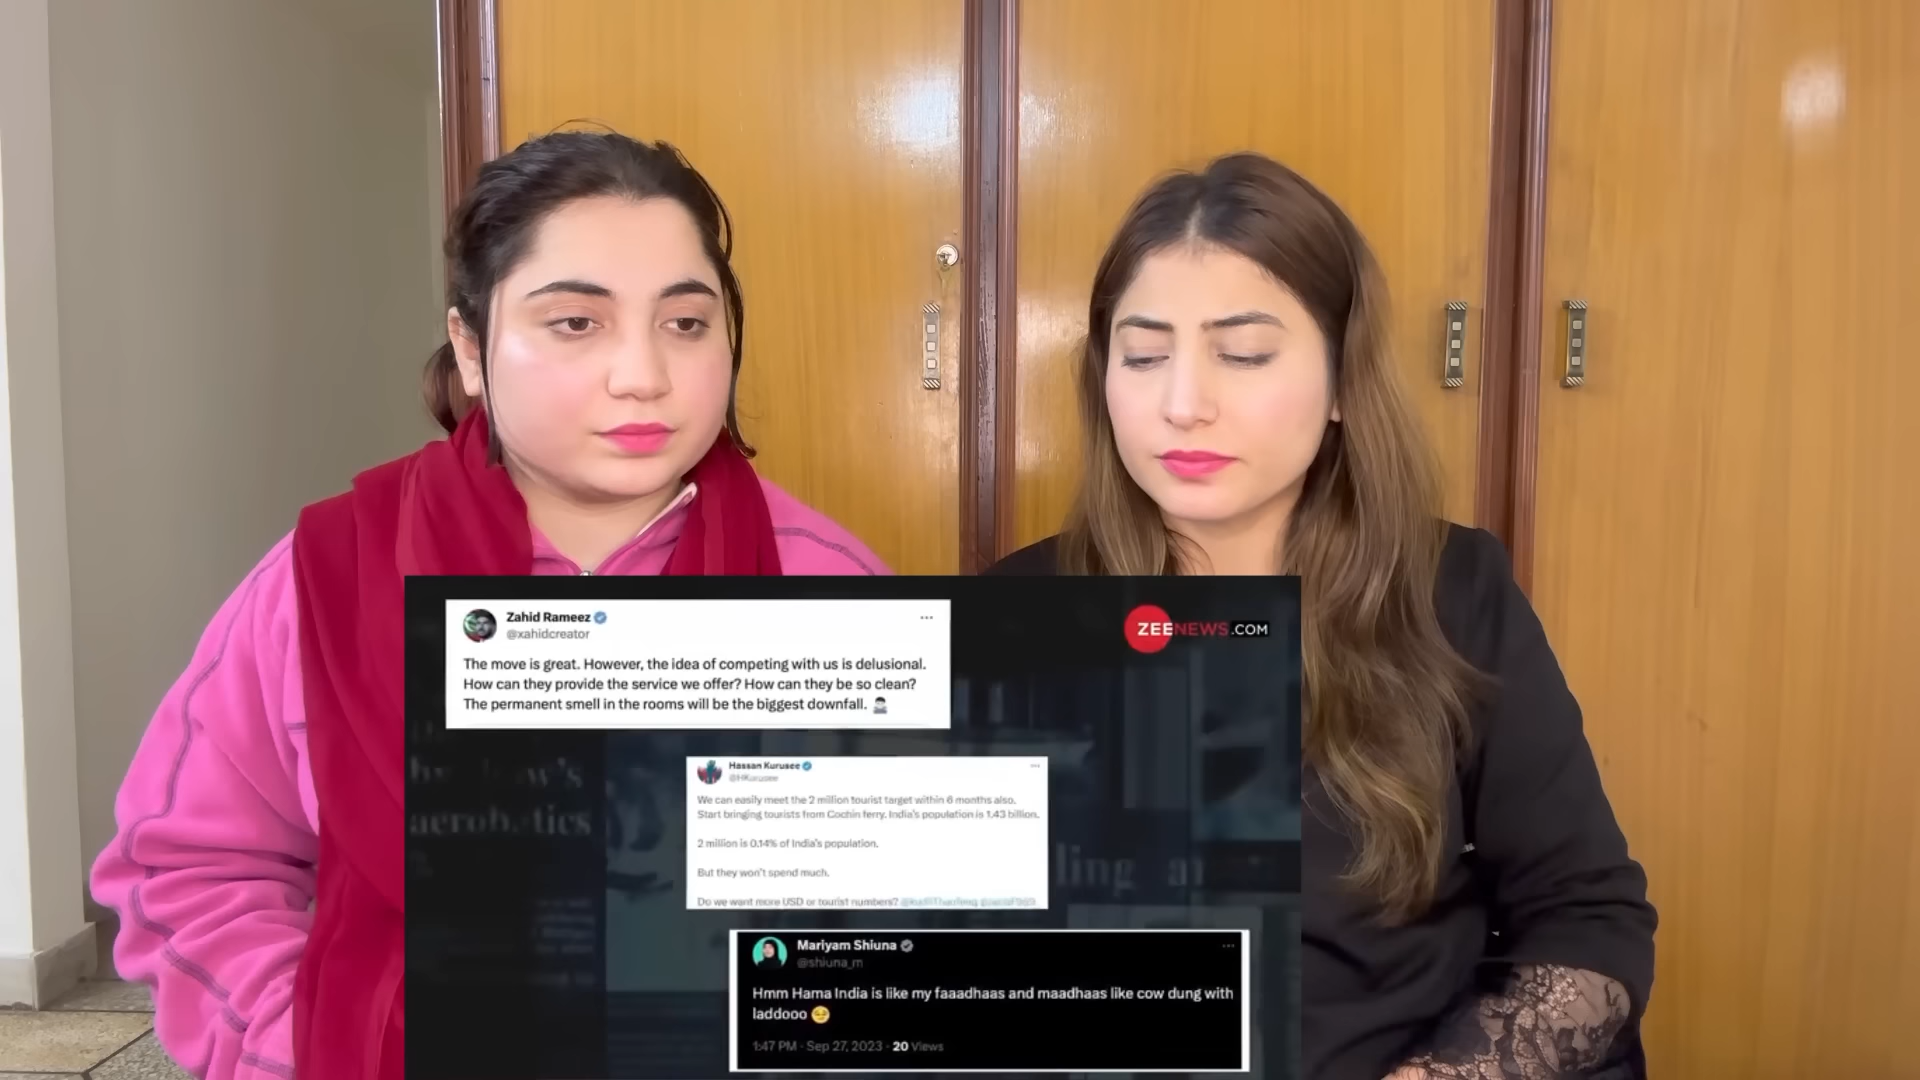 Zahid Rameez
@xahidcreator
The move is great. However, the idea of competing with us is delusional.
How can they provide the service we offer? How can they be so clean?
The permanent smell in the rooms will be the biggest downfall.
ZEENEWS.COM
Hassan Kurusee
@HKurusee
We can easily meet the 2 million tourist target within 6 months also.
Start bringing tourists from Cochin ferry. India's population is 1.43 billion.
2 million is 0.14% of India's population.
But they won't spend much.
Do we want more USD or tourist numbers?
Mariyam Shiuna
@shiuna_m
Hmm Hama India is like my faaadhaas and maadhaas like cow dung with
laddooo 🥺
1:47 PM · Sep 27, 2023 · 20 Views
aerobatics
ling